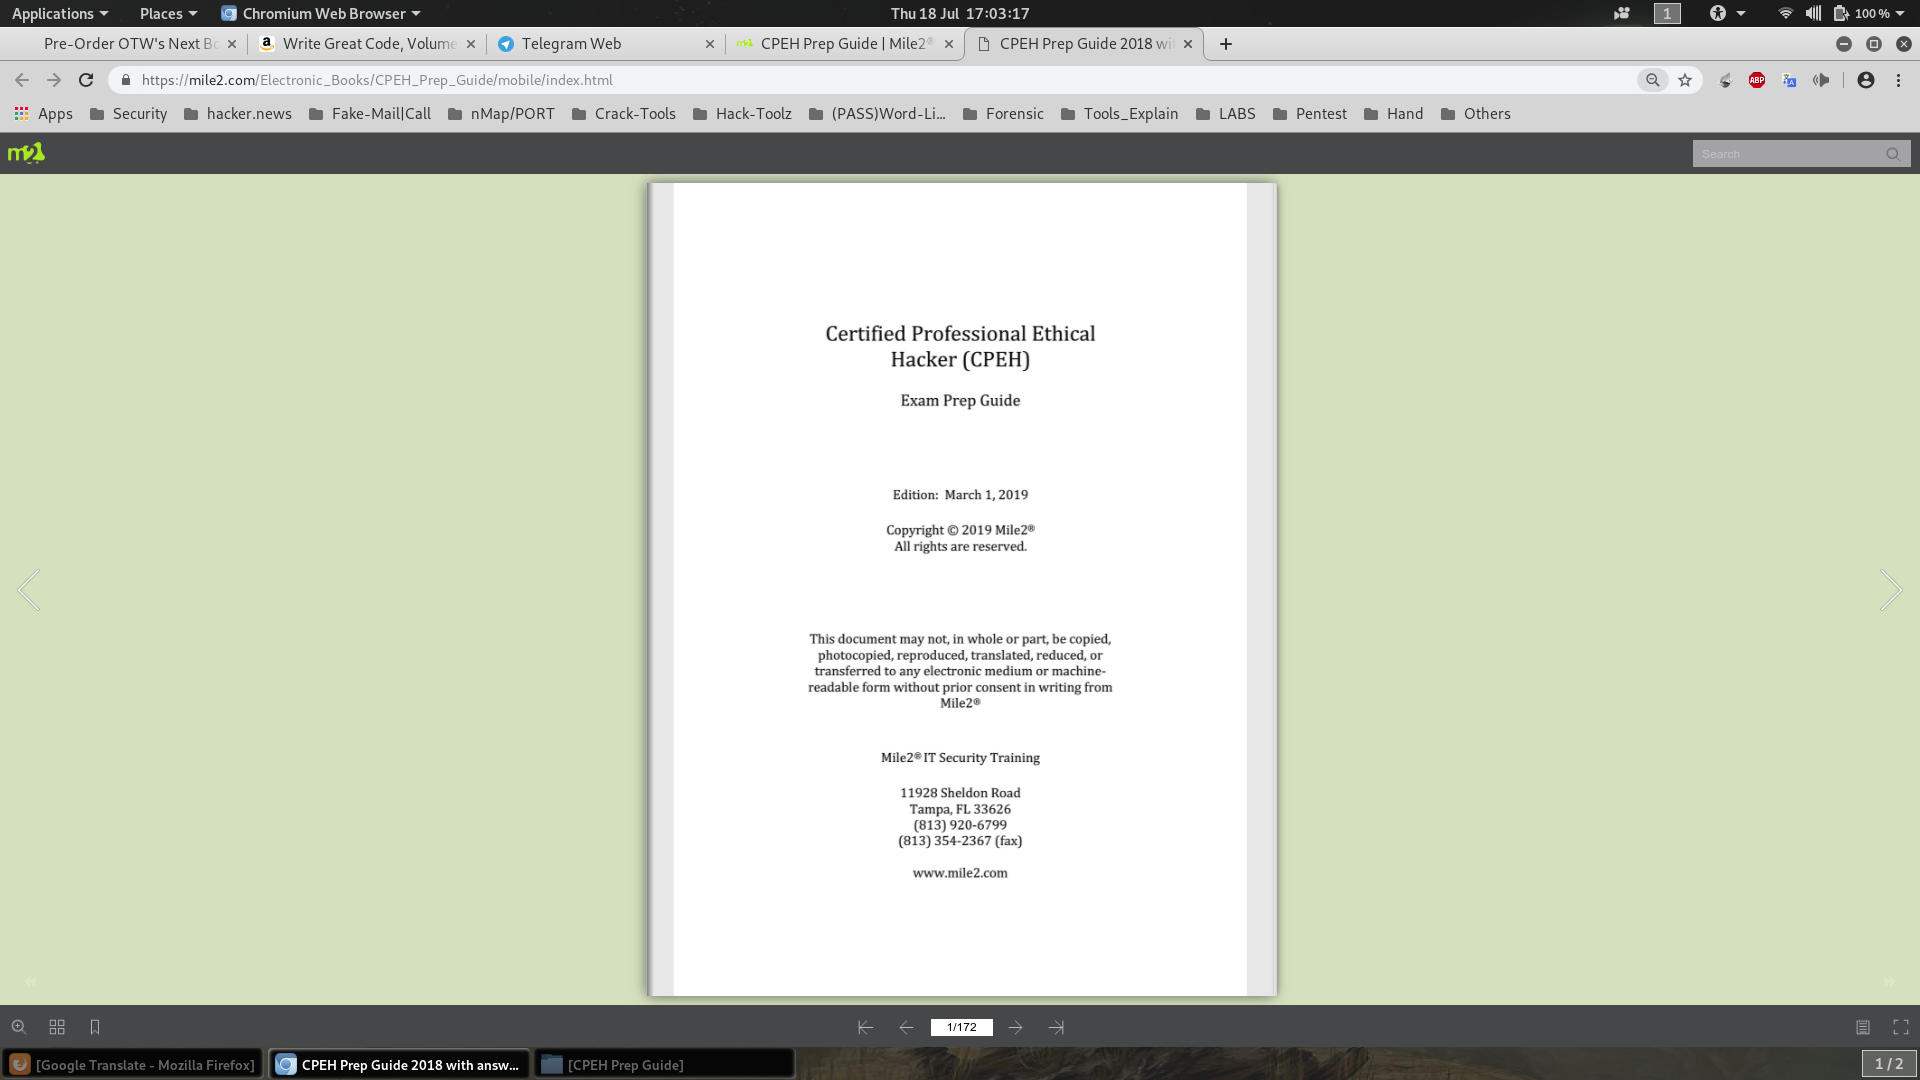 Applications Places Chromium Web Browser Thu 18 Jul 17:03:17 1 100 %
Pre-Order OTW's Next Bo Write Great Code, Volume Telegram Web CPEH Prep Guide | Mile2® CPEH Prep Guide 2018 wi
https://mile2.com/Electronic_Books/CPEH_Prep_Guide/mobile/index.html ABP
Apps Security hacker.news Fake-Mail|Call nMap/PORT Crack-Tools Hack-Toolz (PASS)Word-Li... Forensic Tools_Explain LABS Pentest Hand Others
m2 Search
Certified Professional Ethical
Hacker (CPEH)
Exam Prep Guide
Edition: March 1, 2019
Copyright © 2019 Mile2®
All rights are reserved.
This document may not, in whole or part, be copied,
photocopied, reproduced, translated, reduced, or
transferred to any electronic medium or machine-
readable form without prior consent in writing from
Mile2®
Mile2® IT Security Training
11928 Sheldon Road
Tampa, FL 33626
(813) 920-6799
(813) 354-2367 (fax)
www.mile2.com
1/172
[Google Translate - Mozilla Firefox] CPEH Prep Guide 2018 with answ... [CPEH Prep Guide] 1 / 2